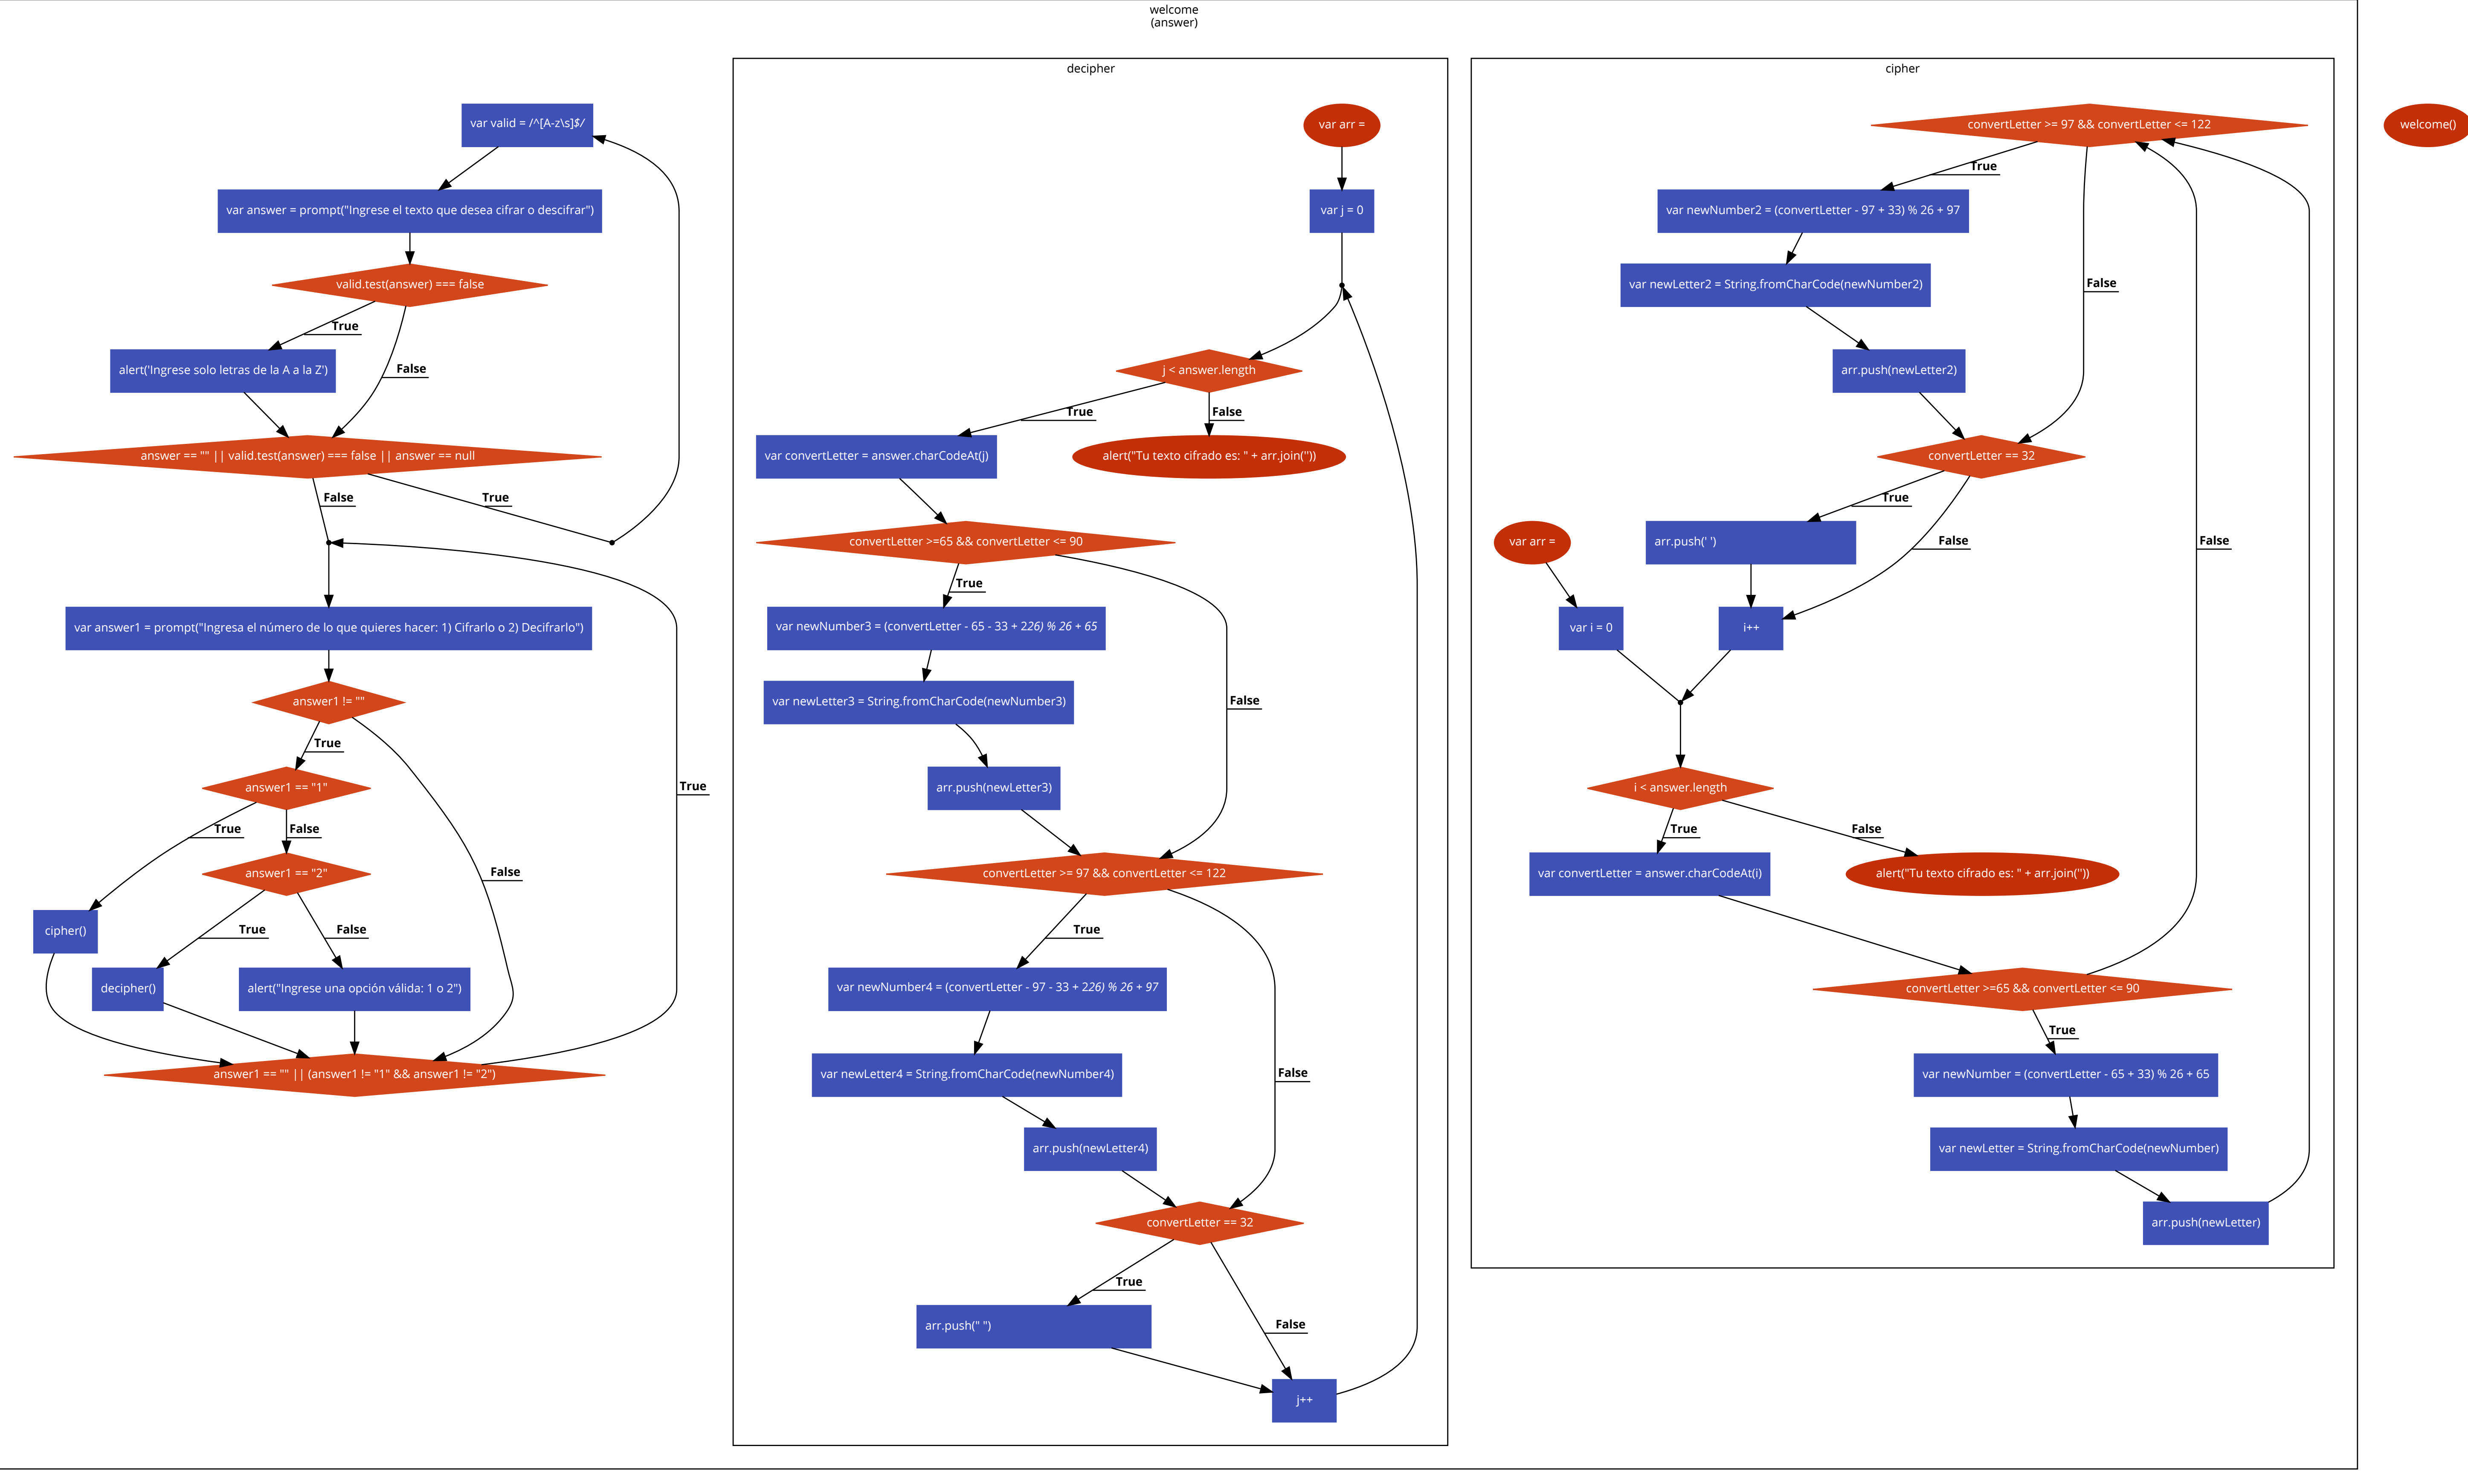 welcome
(answer)
var valid = /^[A-z\s]$/
var answer = prompt("Ingrese el texto que desea cifrar o descifrar")
valid.test(answer) === false
True
False
alert('Ingrese solo letras de la A a la Z')
answer == "" || valid.test(answer) === false || answer == null
False
True
var answer1 = prompt("Ingresa el número de lo que quieres hacer: 1) Cifrarlo o 2) Decifrarlo")
answer1 != ""
True
False
answer1 == "1"
True
False
answer1 == "2"
True
False
cipher()
decipher()
alert("Ingrese una opción válida: 1 o 2")
answer1 == "" || (answer1 != "1" && answer1 != "2")
True
decipher
var arr =
var j = 0
j < answer.length
True
False
var convertLetter = answer.charCodeAt(j)
alert("Tu texto cifrado es: " + arr.join(''))
convertLetter >=65 && convertLetter <= 90
True
False
var newNumber3 = (convertLetter - 65 - 33 + 226) % 26 + 65
var newLetter3 = String.fromCharCode(newNumber3)
arr.push(newLetter3)
convertLetter >= 97 && convertLetter <= 122
True
False
var newNumber4 = (convertLetter - 97 - 33 + 226) % 26 + 97
var newLetter4 = String.fromCharCode(newNumber4)
arr.push(newLetter4)
convertLetter == 32
True
False
arr.push(" ")
j++
cipher
convertLetter >= 97 && convertLetter <= 122
True
False
var newNumber2 = (convertLetter - 97 + 33) % 26 + 97
var newLetter2 = String.fromCharCode(newNumber2)
arr.push(newLetter2)
convertLetter == 32
True
False
arr.push(' ')
var arr =
var i = 0
i++
i < answer.length
True
False
var convertLetter = answer.charCodeAt(i)
alert("Tu texto cifrado es: " + arr.join(''))
convertLetter >=65 && convertLetter <= 90
True
False
var newNumber = (convertLetter - 65 + 33) % 26 + 65
var newLetter = String.fromCharCode(newNumber)
arr.push(newLetter)
welcome()